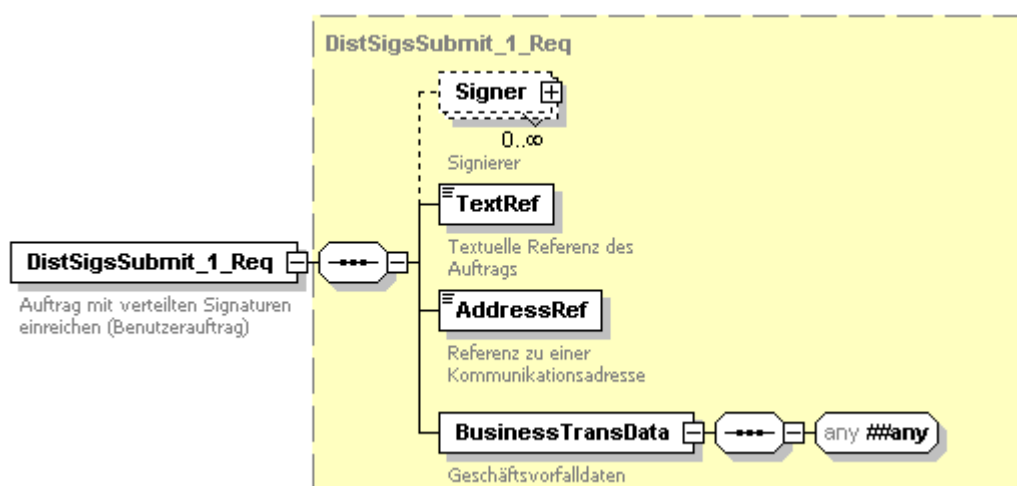 DistSigsSubmit_1_Req
Signer
0..∞
Signierer
TextRef
Textuelle Referenz des
Auftrags
DistSigsSubmit_1_Req
Auftrag mit verteilten Signaturen
einreichen (Benutzerauftrag)
AddressRef
Referenz zu einer
Kommunikationsadresse
BusinessTransData
any ##any
Geschäftsvorfalldaten